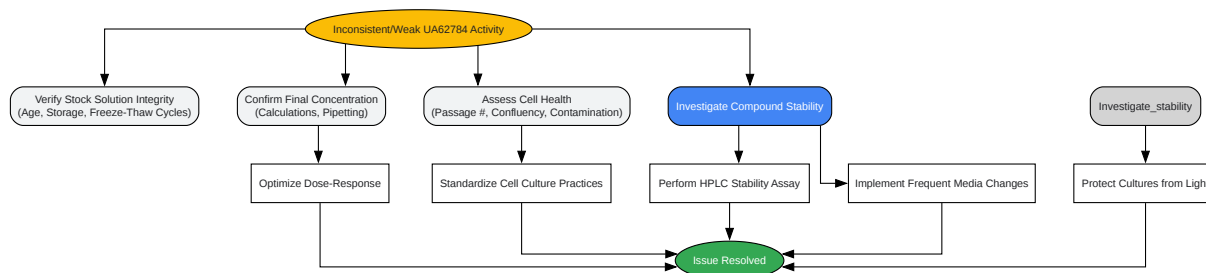 Inconsistent/Weak UA62784 Activity
Verify Stock Solution Integrity
(Age, Storage, Freeze-Thaw Cycles)
Confirm Final Concentration
(Calculations, Pipetting)
Assess Cell Health
(Passage #, Confluency, Contamination)
Investigate Compound Stability
Investigate_stability
Optimize Dose-Response
Standardize Cell Culture Practices
Perform HPLC Stability Assay
Implement Frequent Media Changes
Protect Cultures from Ligh
Issue Resolved